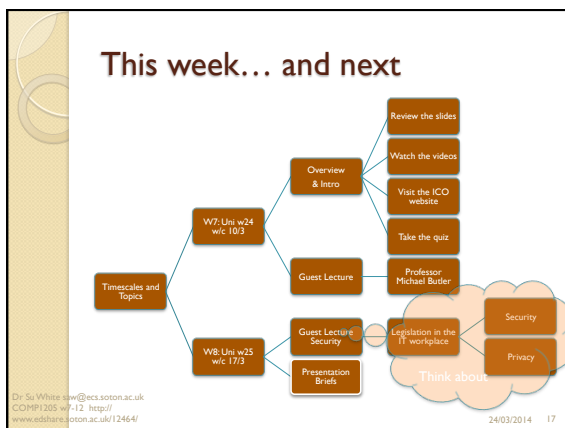 This week... and next
Review the slides
Watch the videos
Overview
& Intro
Visit the ICO
website
W7: Uni w24
w/c 10/3
Take the quiz
Guest Lecture
Professor
Michael Butler
Timescales and
Topics
W8: Uni w25
w/c 17/3
Guest Lecture
Security
Legislation in the
IT workplace
Security
Privacy
Presentation
Briefs
Think about
Dr Su White saw@ecs.soton.ac.uk
COMP1205 w7-12 http://
www.edshare.soton.ac.uk/12464/
24/03/2014 17